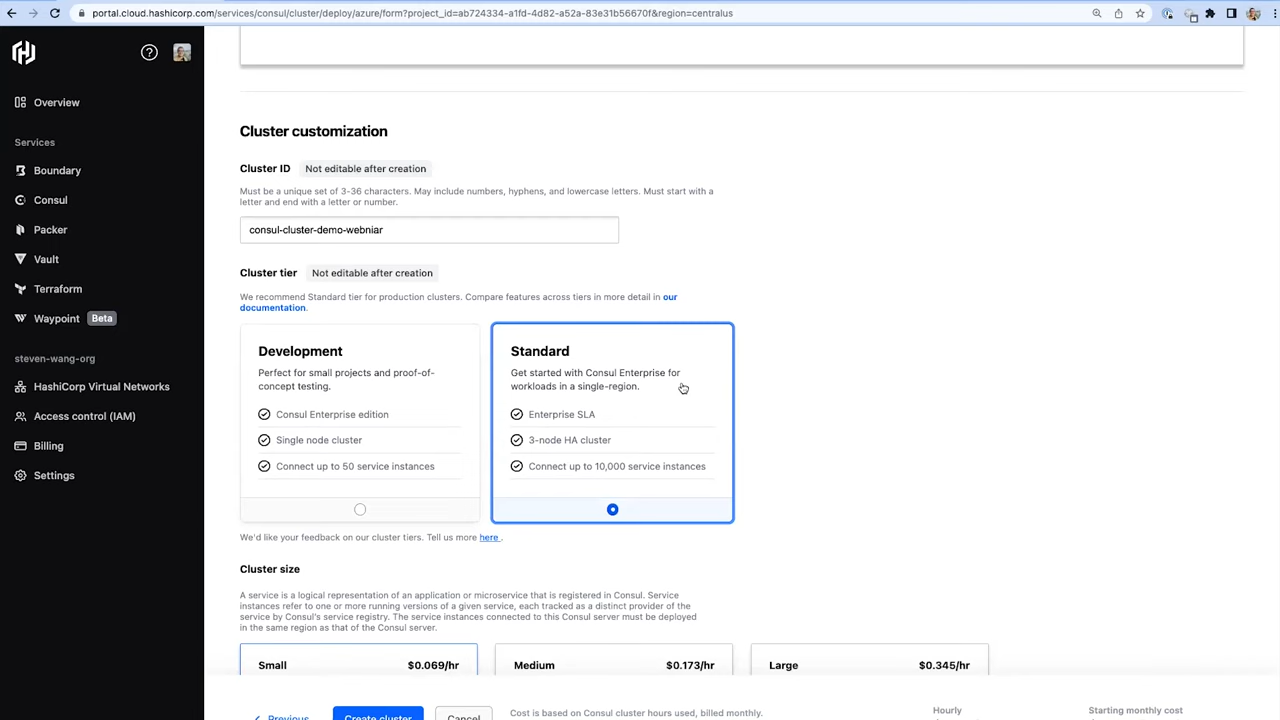 portal.cloud.hashicorp.com/services/consul/cluster/deploy/azure/form?project_id=ab724334-a1fd-4d82-a52a-83e31b56670f&region=centralus
Overview
Services
Boundary
Consul
Packer
Vault
Terraform
Waypoint Beta
steven-wang-org
HashiCorp Virtual Networks
Access control (IAM)
Billing
Settings
Cluster customization
Cluster ID Not editable after creation
Must be a unique set of 3-36 characters. May include numbers, hyphens, and lowercase letters. Must start with a
letter and end with a letter or number.
consul-cluster-demo-webniar
Cluster tier Not editable after creation
We recommend Standard tier for production clusters. Compare features across tiers in more detail in our
documentation.
Development
Perfect for small projects and proof-of-
concept testing.
Consul Enterprise edition
Single node cluster
Connect up to 50 service instances
Standard
Get started with Consul Enterprise for
workloads in a single-region.
Enterprise SLA
3-node HA cluster
Connect up to 10,000 service instances
We'd like your feedback on our cluster tiers. Tell us more here .
Cluster size
A service is a logical representation of an application or microservice that is registered in Consul. Service
instances refer to one or more running versions of a given service, each tracked as a distinct provider of the
service by Consul's service registry. The service instances connected to this Consul server must be deployed
in the same region as that of the Consul server.
Small $0.069/hr
Medium $0.173/hr
Large $0.345/hr
Previous
Create cluster
Cancel
Cost is based on Consul cluster hours used, billed monthly.
Hourly
Starting monthly cost